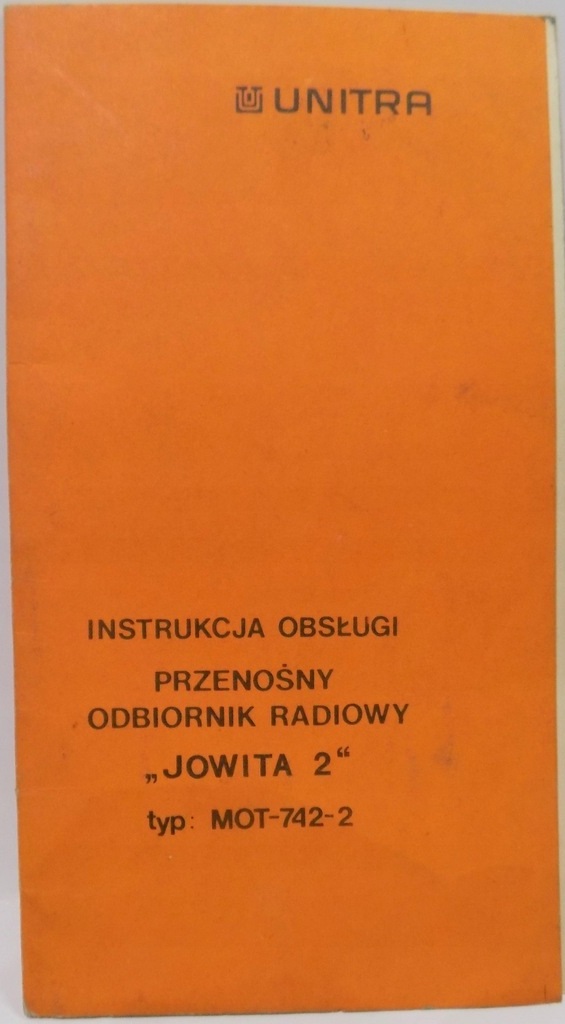 UNITRA
INSTRUKCJA OBSŁUGI
PRZENOŚNY
ODBIORNIK RADIOWY
„JOWITA 2“
typ: MOT-742-2